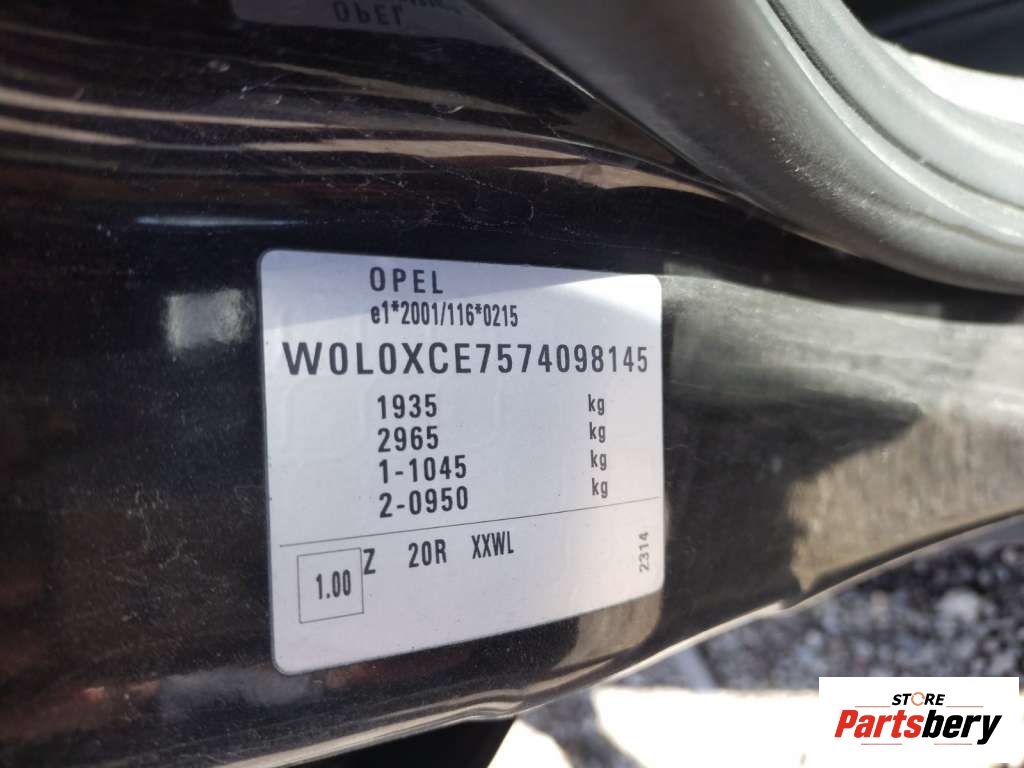 OPEL
OPEL
e1*2001/116*0215
W0L0XCE7574098145
1935 kg
2965 kg
1-1045 kg
2-0950 kg
1.00 Z 20R XXWL
2314
STORE
Partsbery